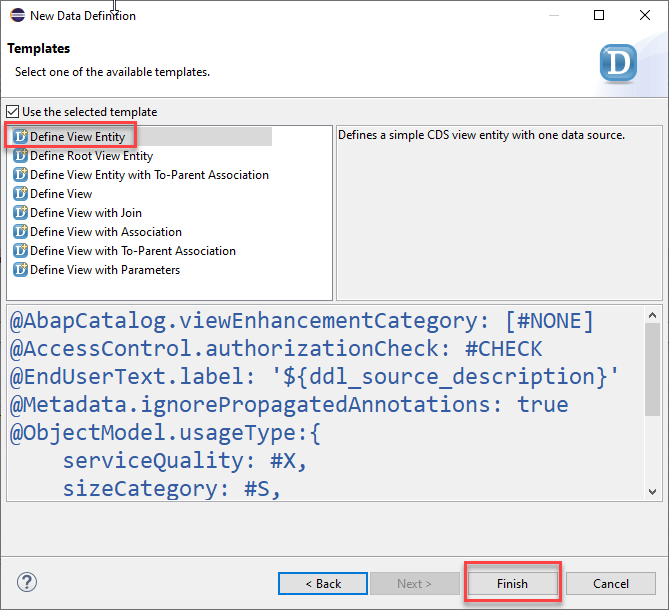 New Data Definition
Templates
Select one of the available templates.
D
Use the selected template
Define View Entity
Define Root View Entity
Define View Entity with To-Parent Association
Define View
Define View with Join
Define View with Association
Define View with To-Parent Association
Define View with Parameters
Defines a simple CDS view entity with one data source.
@AbapCatalog.viewEnhancementCategory: [#NONE]
@AccessControl.authorizationCheck: #CHECK
@EndUserText.label: '${ddl_source_description}'
@Metadata.ignorePropagatedAnnotations: true
@ObjectModel.usageType:{
    serviceQuality: #X,
    sizeCategory: #S,
?
< Back
Next >
Finish
Cancel